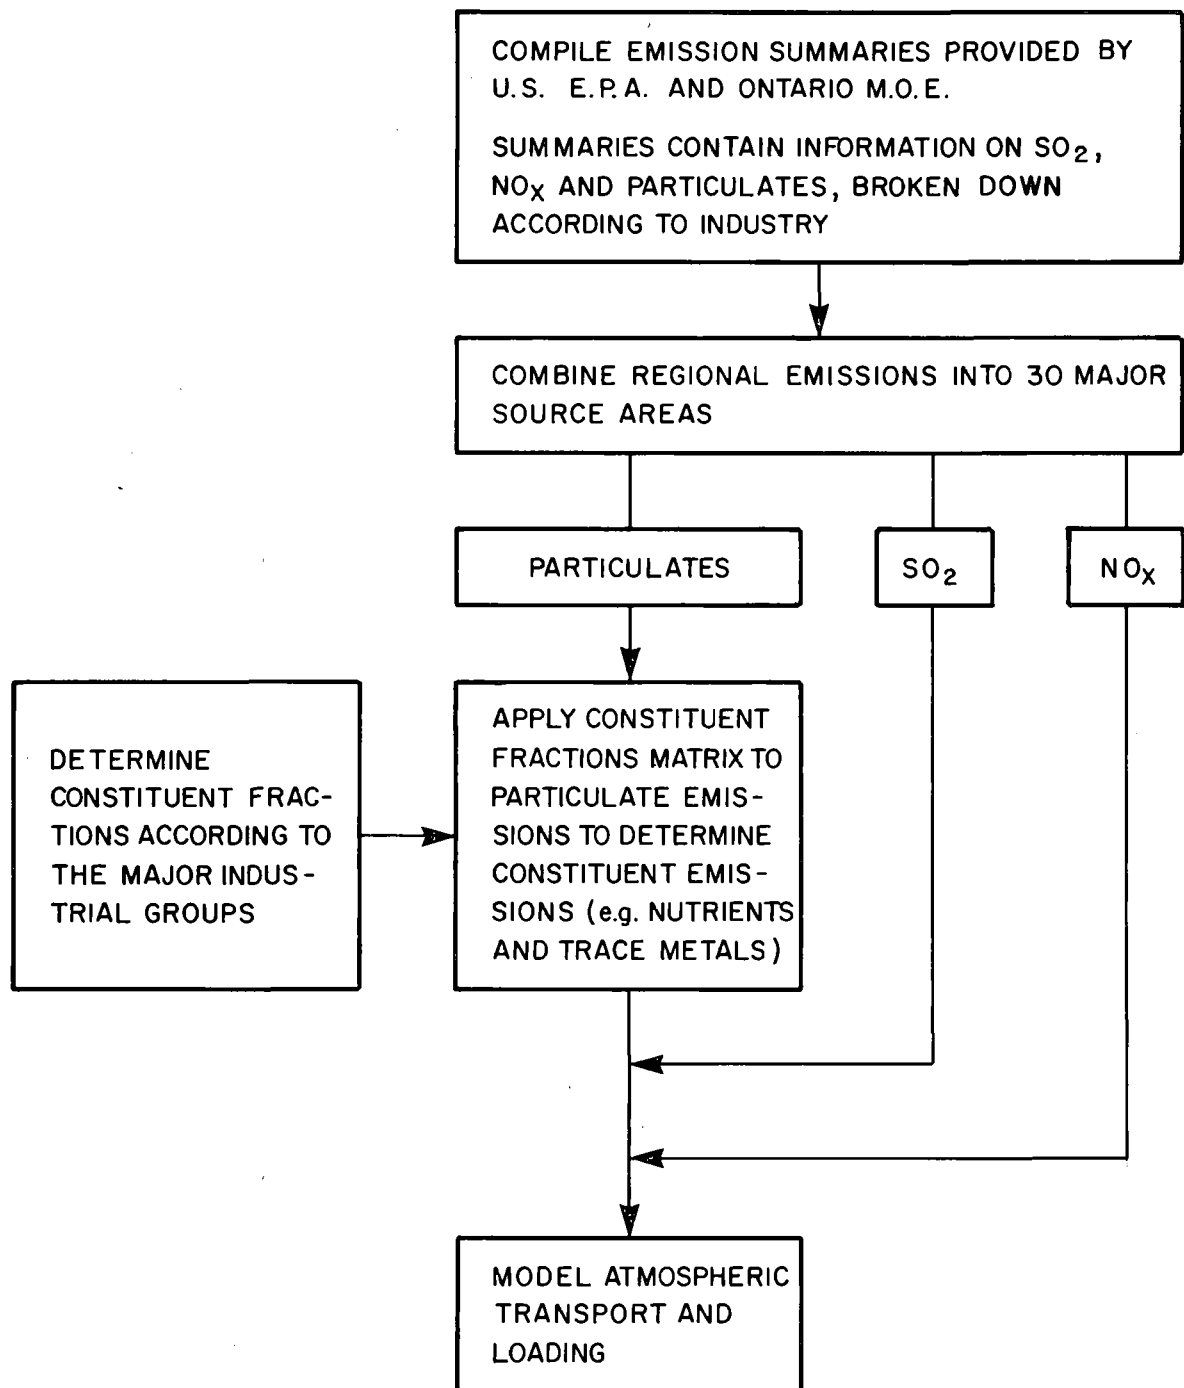 COMPILE EMISSION SUMMARIES PROVIDED BY
U.S. E.P.A. AND ONTARIO M.O.E.
SUMMARIES CONTAIN INFORMATION ON SO₂,
NOₓ AND PARTICULATES, BROKEN DOWN
ACCORDING TO INDUSTRY
COMBINE REGIONAL EMISSIONS INTO 30 MAJOR
SOURCE AREAS
PARTICULATES
SO₂
NOₓ
DETERMINE
CONSTITUENT FRAC-
TIONS ACCORDING TO
THE MAJOR INDUS-
TRIAL GROUPS
APPLY CONSTITUENT
FRACTIONS MATRIX TO
PARTICULATE EMIS-
SIONS TO DETERMINE
CONSTITUENT EMIS-
SIONS (e.g. NUTRIENTS
AND TRACE METALS)
MODEL ATMOSPHERIC
TRANSPORT AND
LOADING